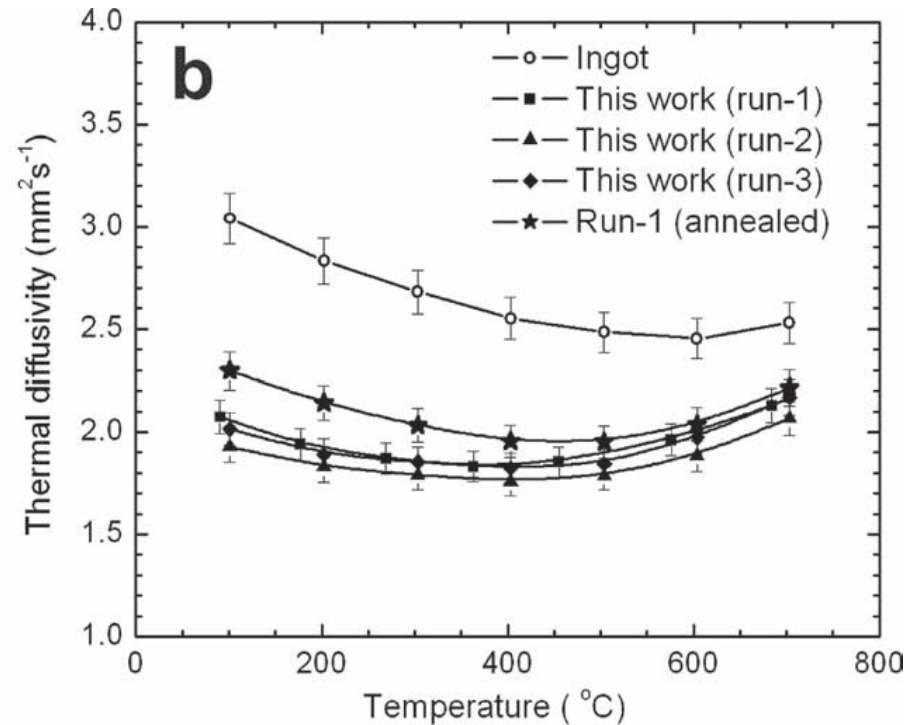 b
Ingot
This work (run-1)
This work (run-2)
This work (run-3)
Run-1 (annealed)
Thermal diffusivity (mm²s⁻¹)
4.0
3.5
3.0
2.5
2.0
1.5
1.0
0 200 400 600 800
Temperature ( °C)